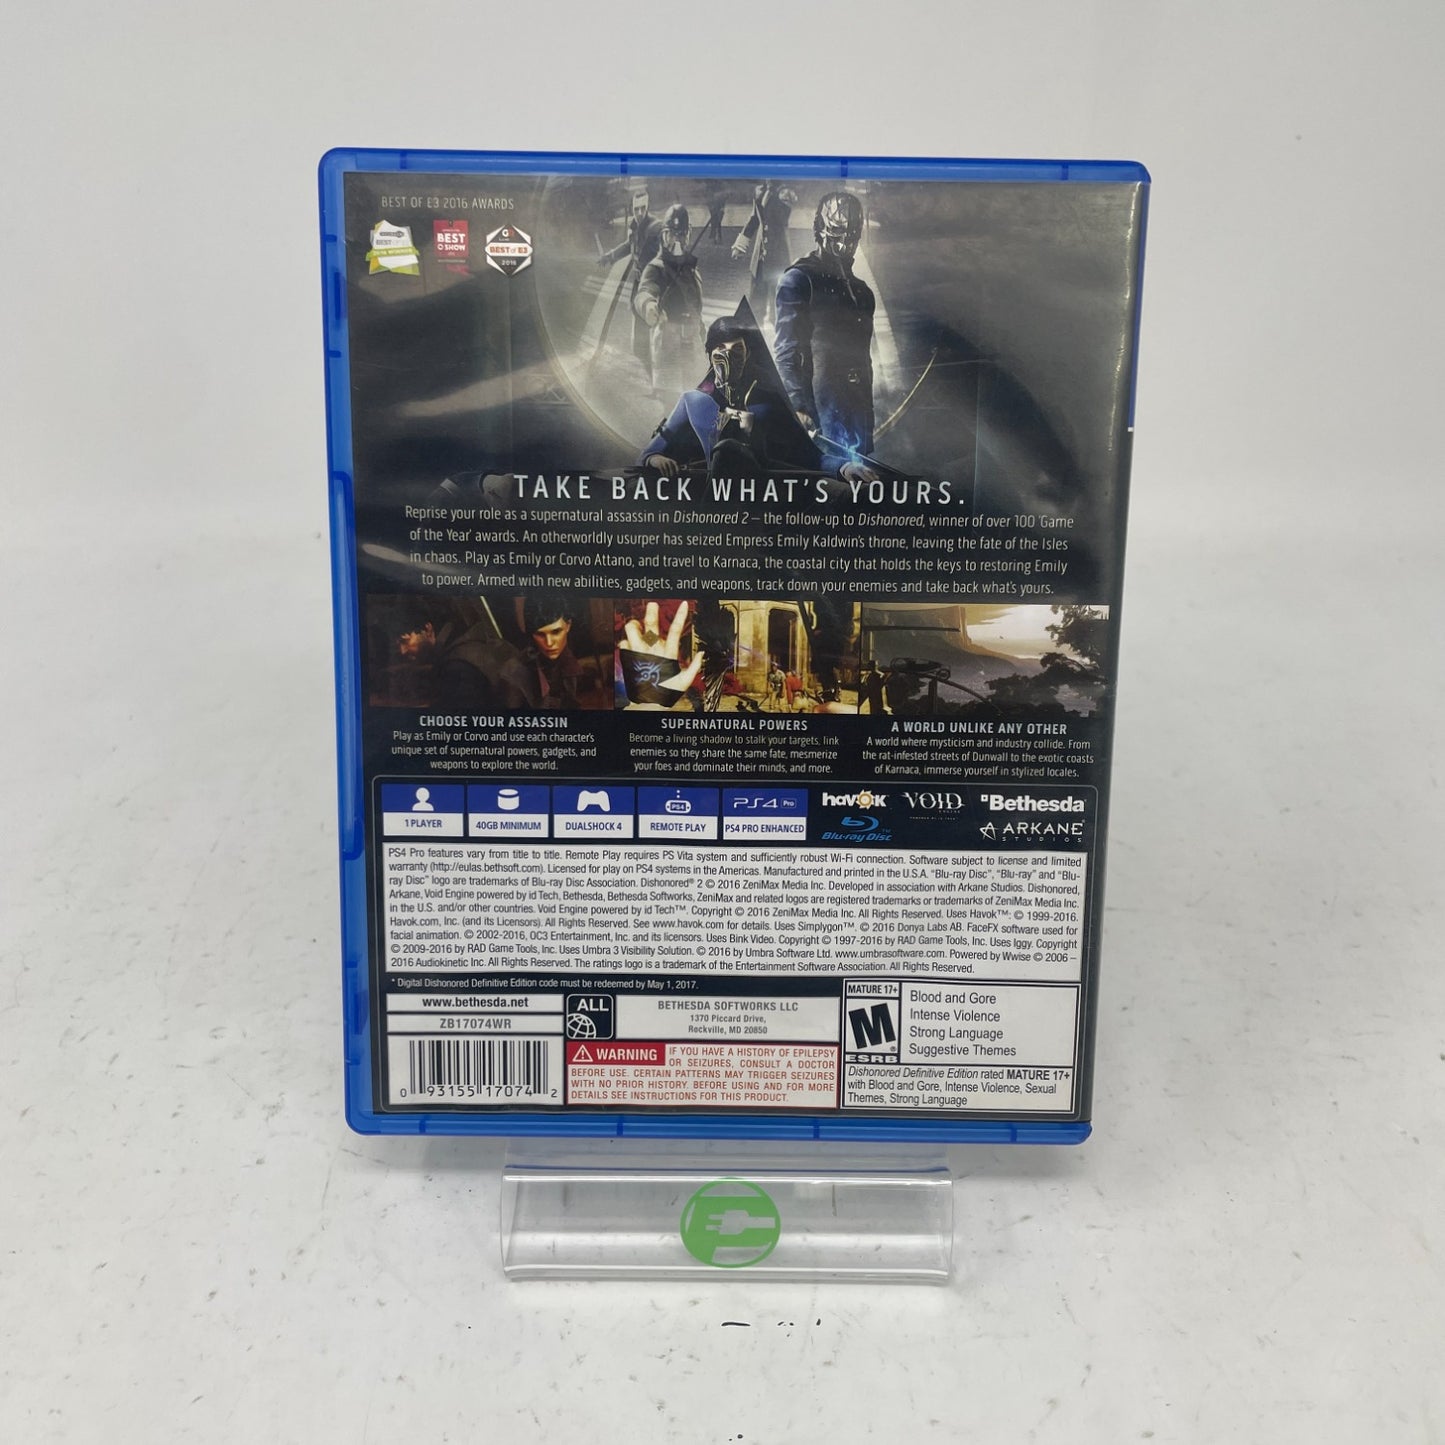 BEST OF E3 2016 AWARDS
BEST
SHOW
BEST of E3
2016
TAKE BACK WHAT'S YOURS.
Reprise your role as a supernatural assassin in Dishonored 2 – the follow-up to Dishonored, winner of over 100 'Game
of the Year' awards. An otherworldly usurper has seized Empress Emily Kaldwin's throne, leaving the fate of the Isles
in chaos. Play as Emily or Corvo Attano, and travel to Karnaca, the coastal city that holds the keys to restoring Emily
to power. Armed with new abilities, gadgets, and weapons, track down your enemies and take back what's yours.
CHOOSE YOUR ASSASSIN
Play as Emily or Corvo and use each character's
unique set of supernatural powers, gadgets, and
weapons to explore the world.
SUPERNATURAL POWERS
Become a living shadow to stalk your targets, link
enemies so they share the same fate, mesmerize
your foes and dominate their minds, and more.
A WORLD UNLIKE ANY OTHER
A world where mysticism and industry collide. From
the rat-infested streets of Dunwall to the exotic coasts
of Karnaca, immerse yourself in stylized locales.
1 PLAYER
40GB MINIMUM
DUALSHOCK 4
PS4
REMOTE PLAY
PS4 Pro
PS4 PRO ENHANCED
havok
VOID
Bethesda
Blu-ray Disc™
ARKANE
STUDIOS
PS4 Pro features vary from title to title. Remote Play requires PS Vita system and sufficiently robust Wi-Fi connection. Software subject to license and limited
warranty (http://eulas.bethsoft.com). Licensed for play on PS4 systems in the Americas. Manufactured and printed in the U.S.A. "Blu-ray Disc", "Blu-ray" and "Blu-
ray Disc" logo are trademarks of Blu-ray Disc Association. Dishonored® 2 © 2016 ZeniMax Media Inc. Developed in association with Arkane Studios. Dishonored,
Arkane, Void Engine powered by id Tech, Bethesda, Bethesda Softworks, ZeniMax and related logos are registered trademarks or trademarks of ZeniMax Media Inc.
in the U.S. and/or other countries. Void Engine powered by id Tech™. Copyright © 2016 ZeniMax Media Inc. All Rights Reserved. Uses Havok™: © 1999-2016.
Havok.com, Inc. (and its Licensors). All Rights Reserved. See www.havok.com for details. Uses Simplygon™, © 2016 Donya Labs AB. FaceFX software used for
facial animation. © 2002-2016, OC3 Entertainment, Inc. and its licensors. Uses Bink Video. Copyright © 1997-2016 by RAD Game Tools, Inc. Uses Iggy. Copyright
© 2009-2016 by RAD Game Tools, Inc. Uses Umbra 3 Visibility Solution. © 2016 by Umbra Software Ltd. www.umbrasoftware.com. Powered by Wwise © 2006 –
2016 Audiokinetic Inc. All Rights Reserved. The ratings logo is a trademark of the Entertainment Software Association. All Rights Reserved.
* Digital Dishonored Definitive Edition code must be redeemed by May 1, 2017.
www.bethesda.net
ZB17074WR
0 93155 17074 2
ALL
BETHESDA SOFTWORKS LLC
1370 Piccard Drive,
Rockville, MD 20850
WARNING IF YOU HAVE A HISTORY OF EPILEPSY
OR SEIZURES, CONSULT A DOCTOR
BEFORE USE. CERTAIN PATTERNS MAY TRIGGER SEIZURES
WITH NO PRIOR HISTORY. BEFORE USING AND FOR MORE
DETAILS SEE INSTRUCTIONS FOR THIS PRODUCT.
MATURE 17+
M
ESRB
Blood and Gore
Intense Violence
Strong Language
Suggestive Themes
Dishonored Definitive Edition rated MATURE 17+
with Blood and Gore, Intense Violence, Sexual
Themes, Strong Language